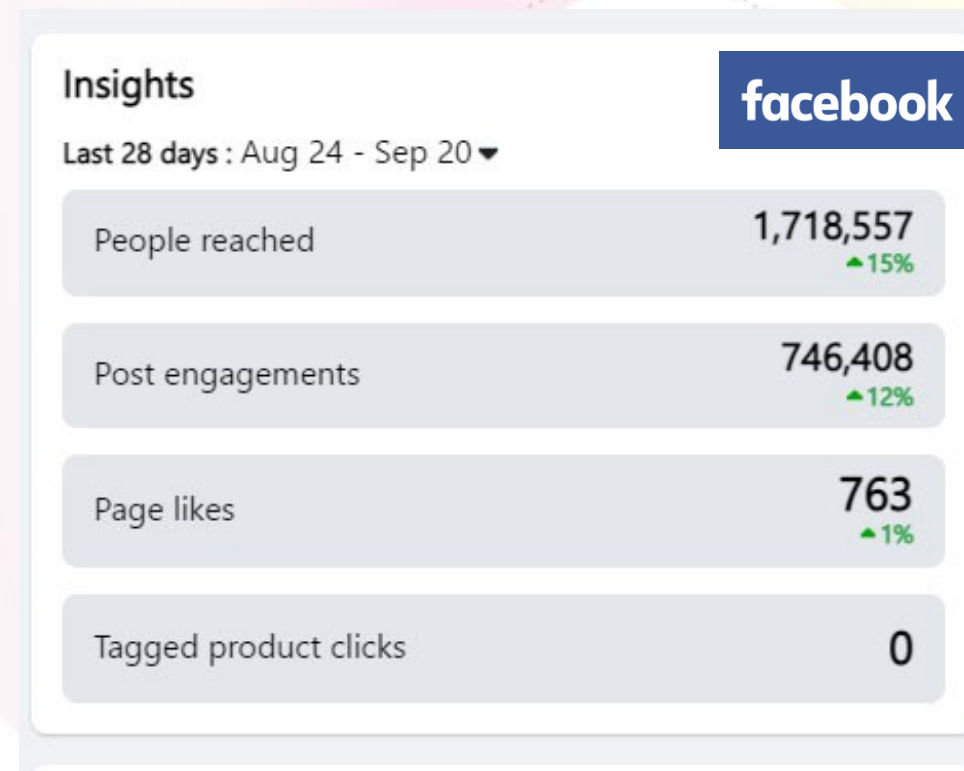 Insights
facebook
Last 28 days : Aug 24 - Sep 20
People reached
1,718,557
15%
Post engagements
746,408
12%
Page likes
763
1%
Tagged product clicks
0